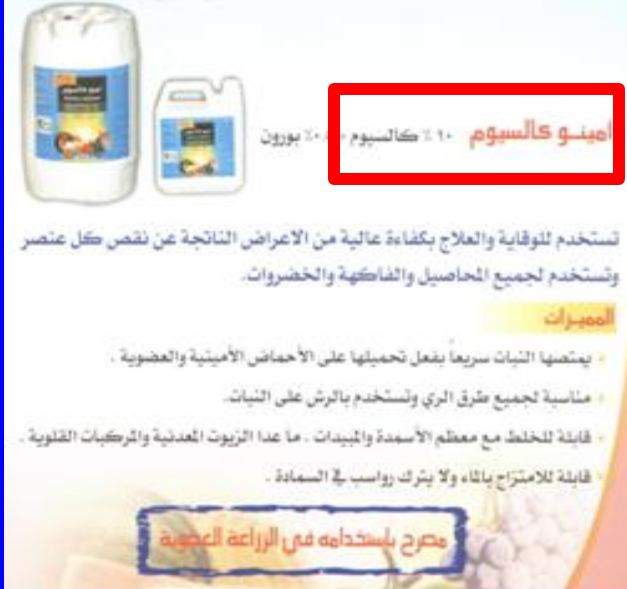 امينو كالسيوم ١٠٪ كالسيوم ٪ بورون
تستخدم للوقاية والعلاج بكفاءة عالية من الاعراض الناتجة عن نقص كل عنصر
وتستخدم لجميع المحاصيل والفاكهة والخضروات.
المميزات
يمتصها النبات سريعاً بفعل تحميلها على الأحماض الأمينية والعضوية .
مناسبة لجميع طرق الري وتستخدم بالرش على النبات.
قابلة للخلط مع معظم الأسمدة والمبيدات . ما عدا الزيوت المعدنية والمركبات القلوية .
قابلة للامتزاج بالماء ولا يترك رواسب في السمادة .
مصرح باستخدامه في الزراعة العضوية